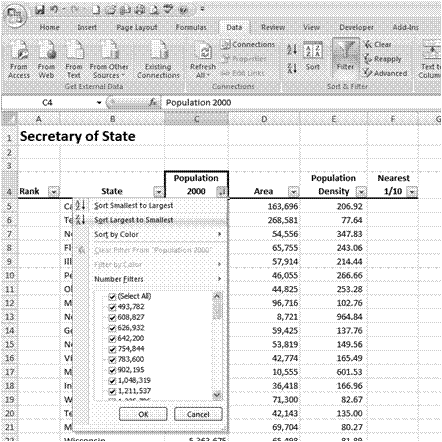 Home Insert Page Layout Formulas Data Review View Developer Add-Ins
From Access From Web From Text From Other Sources Existing Connections Refresh All Connections Properties Edit Links Sort Filter Clear Reapply Advanced Text to Colum
Get External Data Connections Sort & Filter
C4 fx Population 2000
A B C D E F G
1 Secretary of State
2
3 Population Population Nearest
4 Rank State 2000 Area Density 1/10
5 Ca Sort Smallest to Largest 163,696 206.92
6 Te Sort Largest to Smallest 268,581 77.64
7 N Sort by Color 54,556 347.83
8 Fl Clear Filter From "Population 2000" 65,755 243.06
9 Ill Filter by Color 57,914 214.44
10 Pe Number Filters 46,055 266.66
11 O (Select All) 44,825 253.28
12 M 493,782 96,716 102.76
13 N 608,827 8,721 964.84
14 Ge 626,932 59,425 137.76
15 N 642,200 53,819 149.56
16 Vi 754,844 42,774 165.49
17 M 783,600 10,555 601.53
18 In 902,195 36,418 166.96
19 W 1,048,319 71,300 82.67
20 Te 1,211,537 42,143 135.00
21 M OK Cancel 69,704 80.27
22 Wisconsin 5,363,675 65,498 81.89